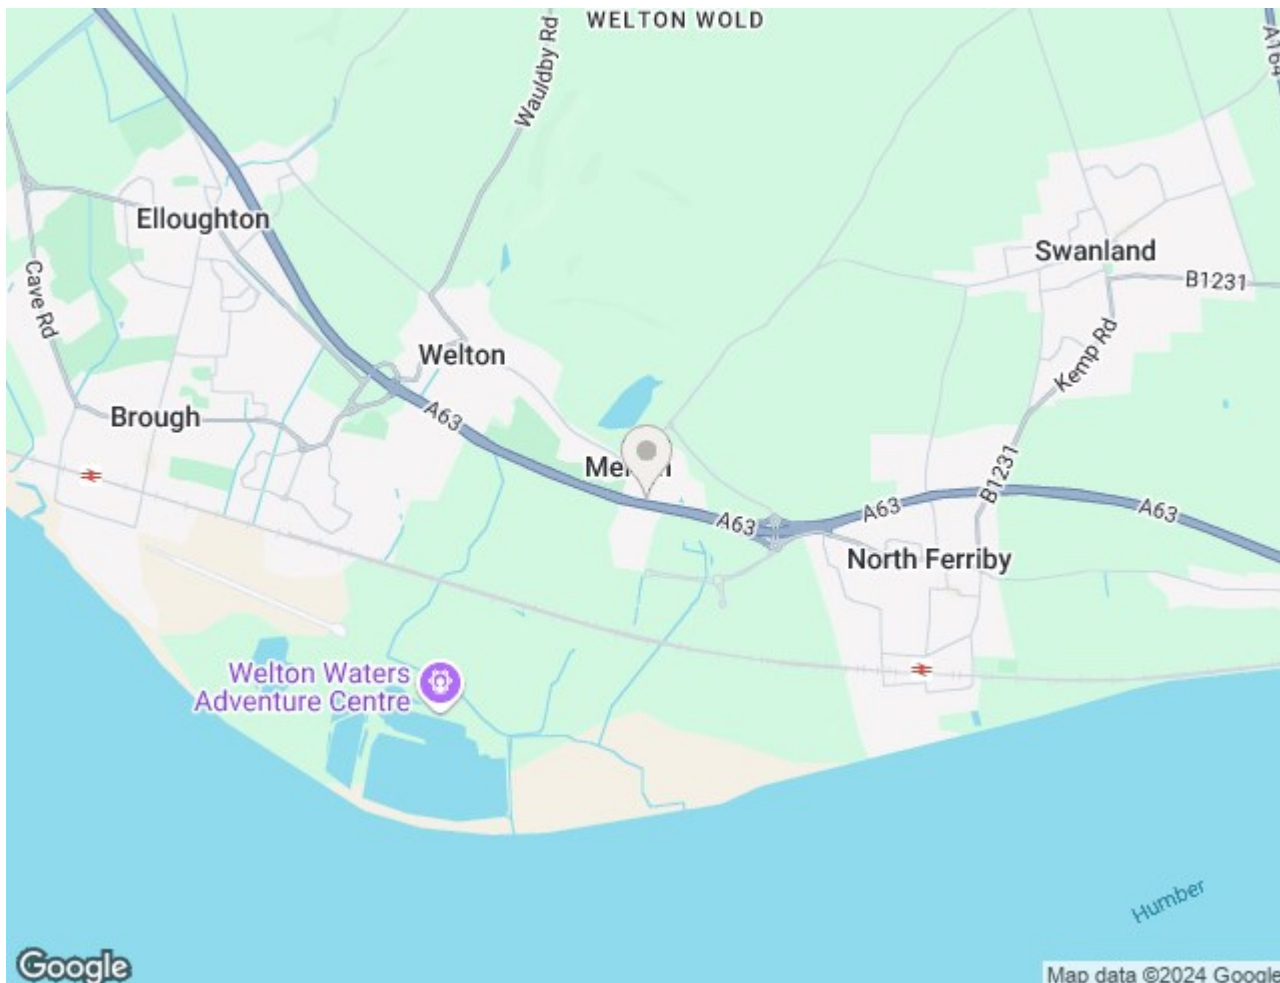 WELTON WOLD
A164
Wauldby Rd
Elloughton
Swanland
B1231
Cave Rd
Kemp Rd
Welton
Brough
A63
B1231
A63
A63
A63
North Ferriby
Welton Waters
Adventure Centre
Humber
Google
Map data ©2024 Google